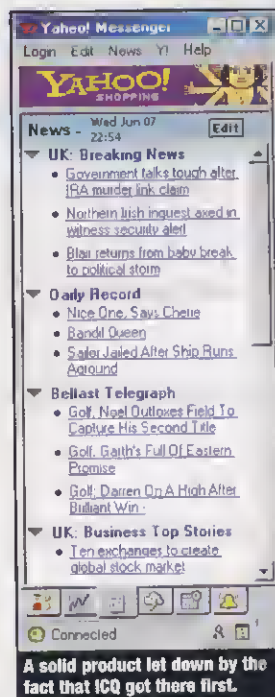 Yahoo! Messenger
Login Edit News Y! Help
YAHOO!
SHOPPING
News - Wed Jun 07
22:54
Edit
UK: Breaking News
Government talks tough after
IRA murder link claim
Northern Irish inquest axed in
witness security alert
Blair returns from baby break
to political storm
Daily Record
Nice One, Says Cherie
Bandit Queen
Sailor Jailed After Ship Runs
Aground
Belfast Telegraph
Golf, Noel Outfoxes Field To
Capture His Second Title
Golf, Garth's Full Of Eastern
Promise
Golf; Darren On A High After
Brilliant Win -
UK: Business Top Stories
Ten exchanges to create
global stock market
Connected
A solid product let down by the
fact that ICQ got there first.